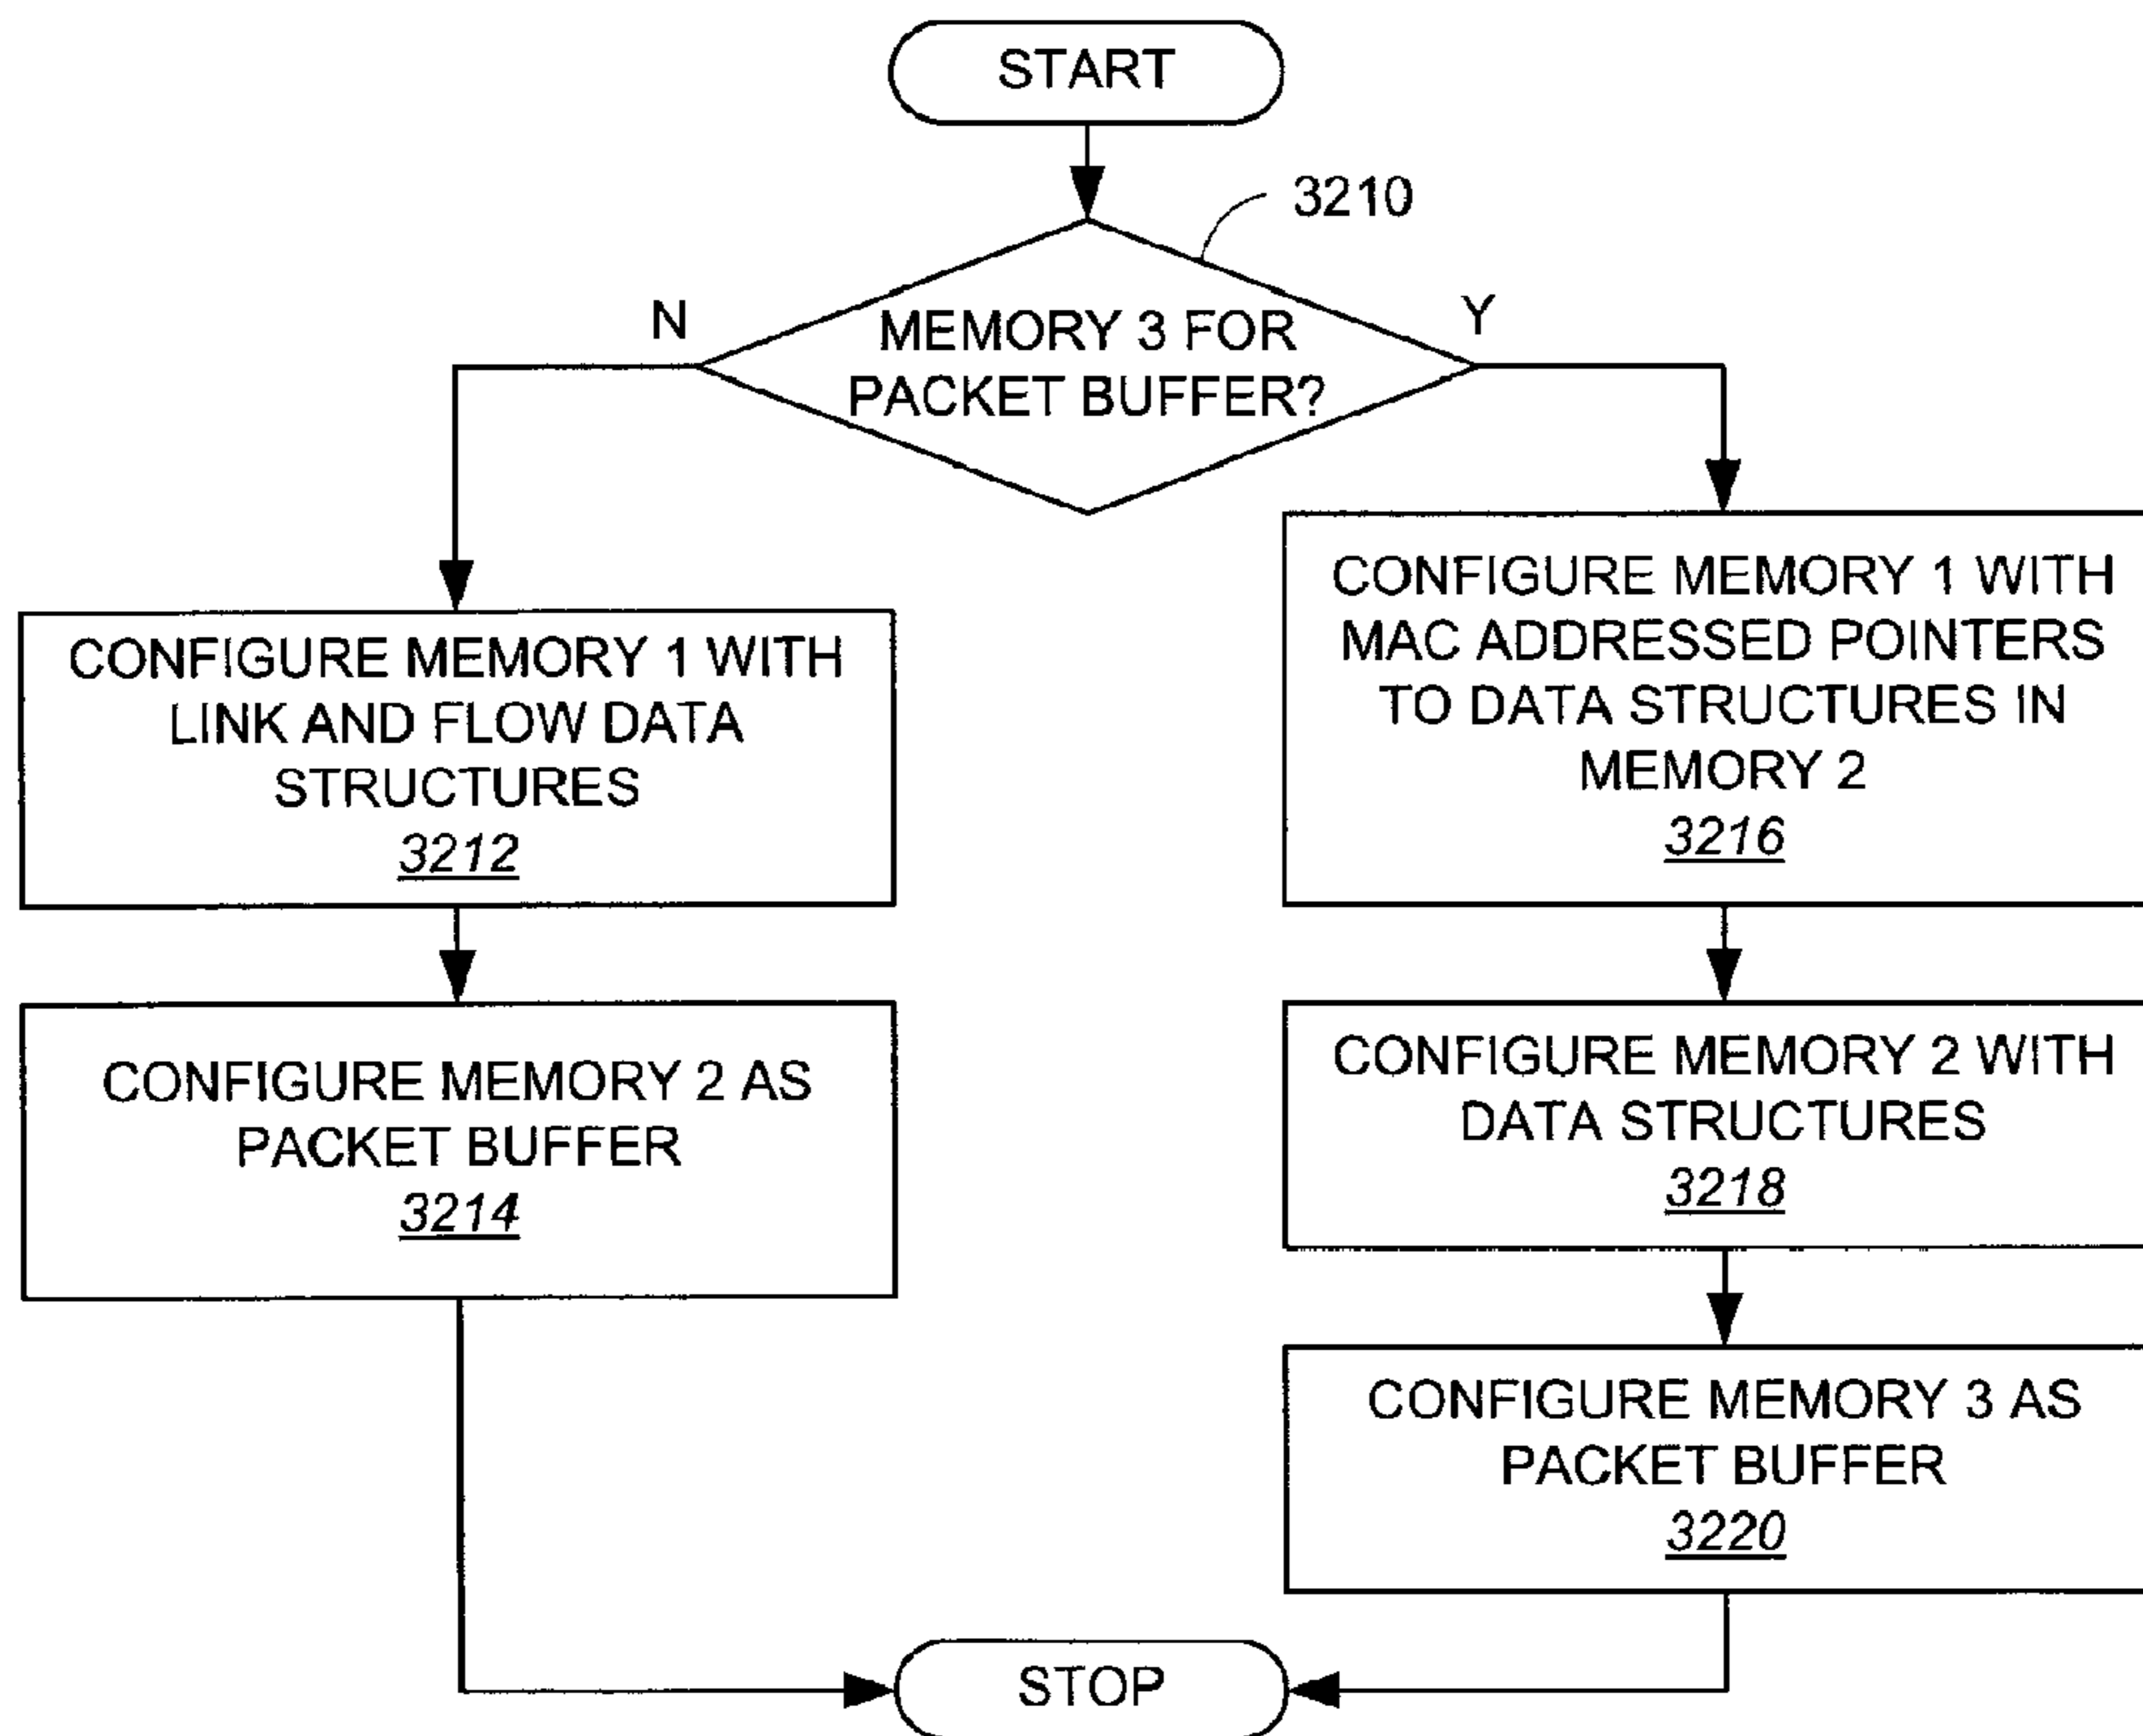 START
3210
N
Y
MEMORY 3 FOR
PACKET BUFFER?
CONFIGURE MEMORY 1 WITH
LINK AND FLOW DATA
STRUCTURES
3212
CONFIGURE MEMORY 2 AS
PACKET BUFFER
3214
CONFIGURE MEMORY 1 WITH
MAC ADDRESSED POINTERS
TO DATA STRUCTURES IN
MEMORY 2
3216
CONFIGURE MEMORY 2 WITH
DATA STRUCTURES
3218
CONFIGURE MEMORY 3 AS
PACKET BUFFER
3220
STOP